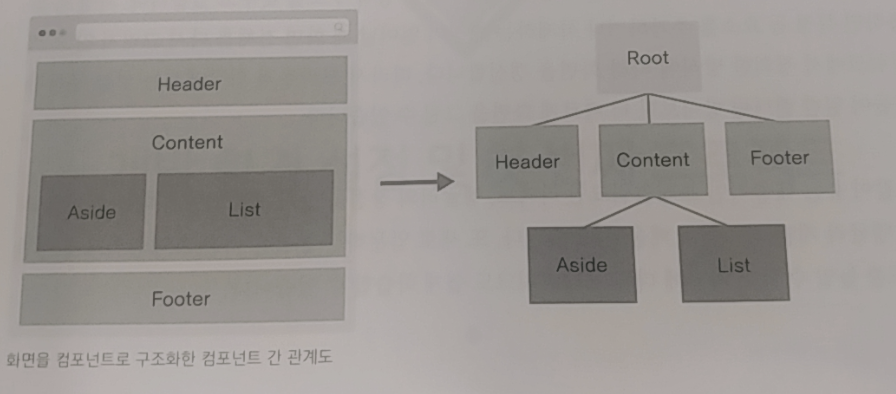 Header
Content
Aside
List
Footer
Root
Header
Content
Footer
Aside
List
화면을 컴포넌트로 구조화한 컴포넌트 간 관계도